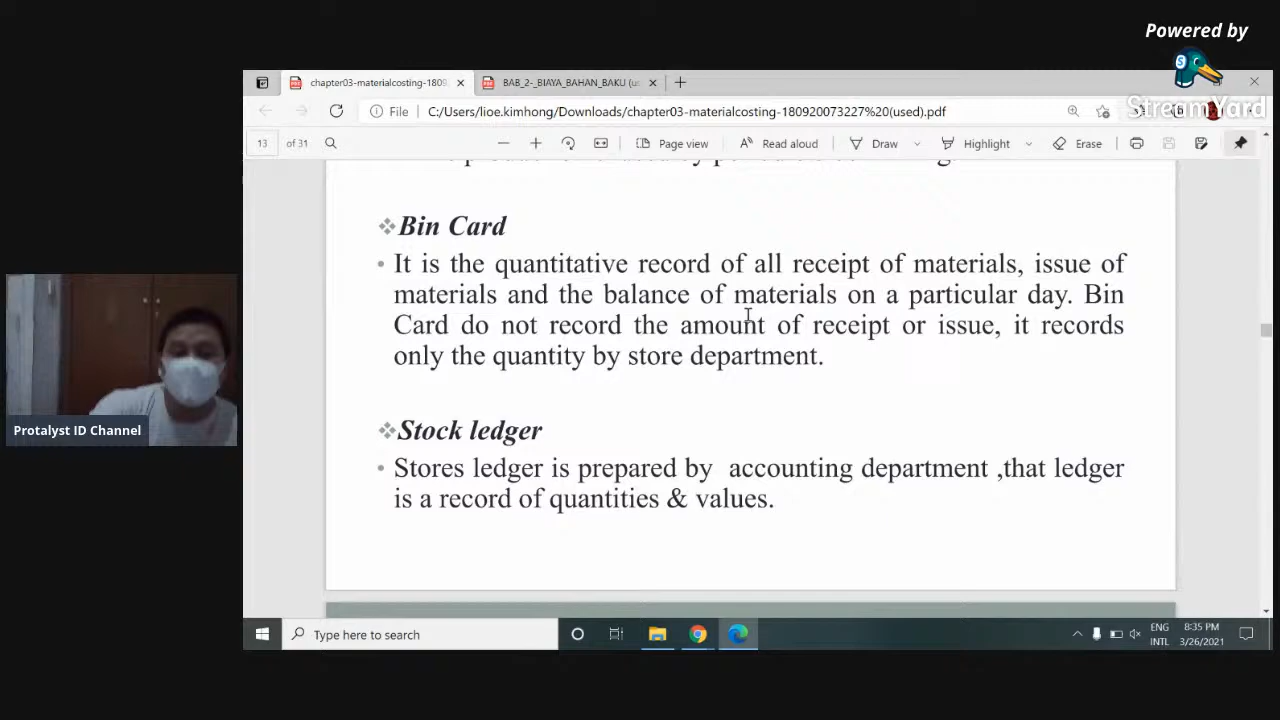 Powered by
StreamYard
chapter03-materialcosting-1809
BAB_2-_BIAYA_BAHAN_BAKU (u
File
C:/Users/lioe.kimhong/Downloads/chapter03-materialcosting-180920073227%20(used).pdf
13 of 31
Page view
Read aloud
Draw
Highlight
Erase
❖Bin Card
• It is the quantitative record of all receipt of materials, issue of
materials and the balance of materials on a particular day. Bin
Card do not record the amount of receipt or issue, it records
only the quantity by store department.
❖Stock ledger
• Stores ledger is prepared by accounting department ,that ledger
is a record of quantities & values.
Protalyst ID Channel
Type here to search
ENG
INTL
8:35 PM
3/26/2021